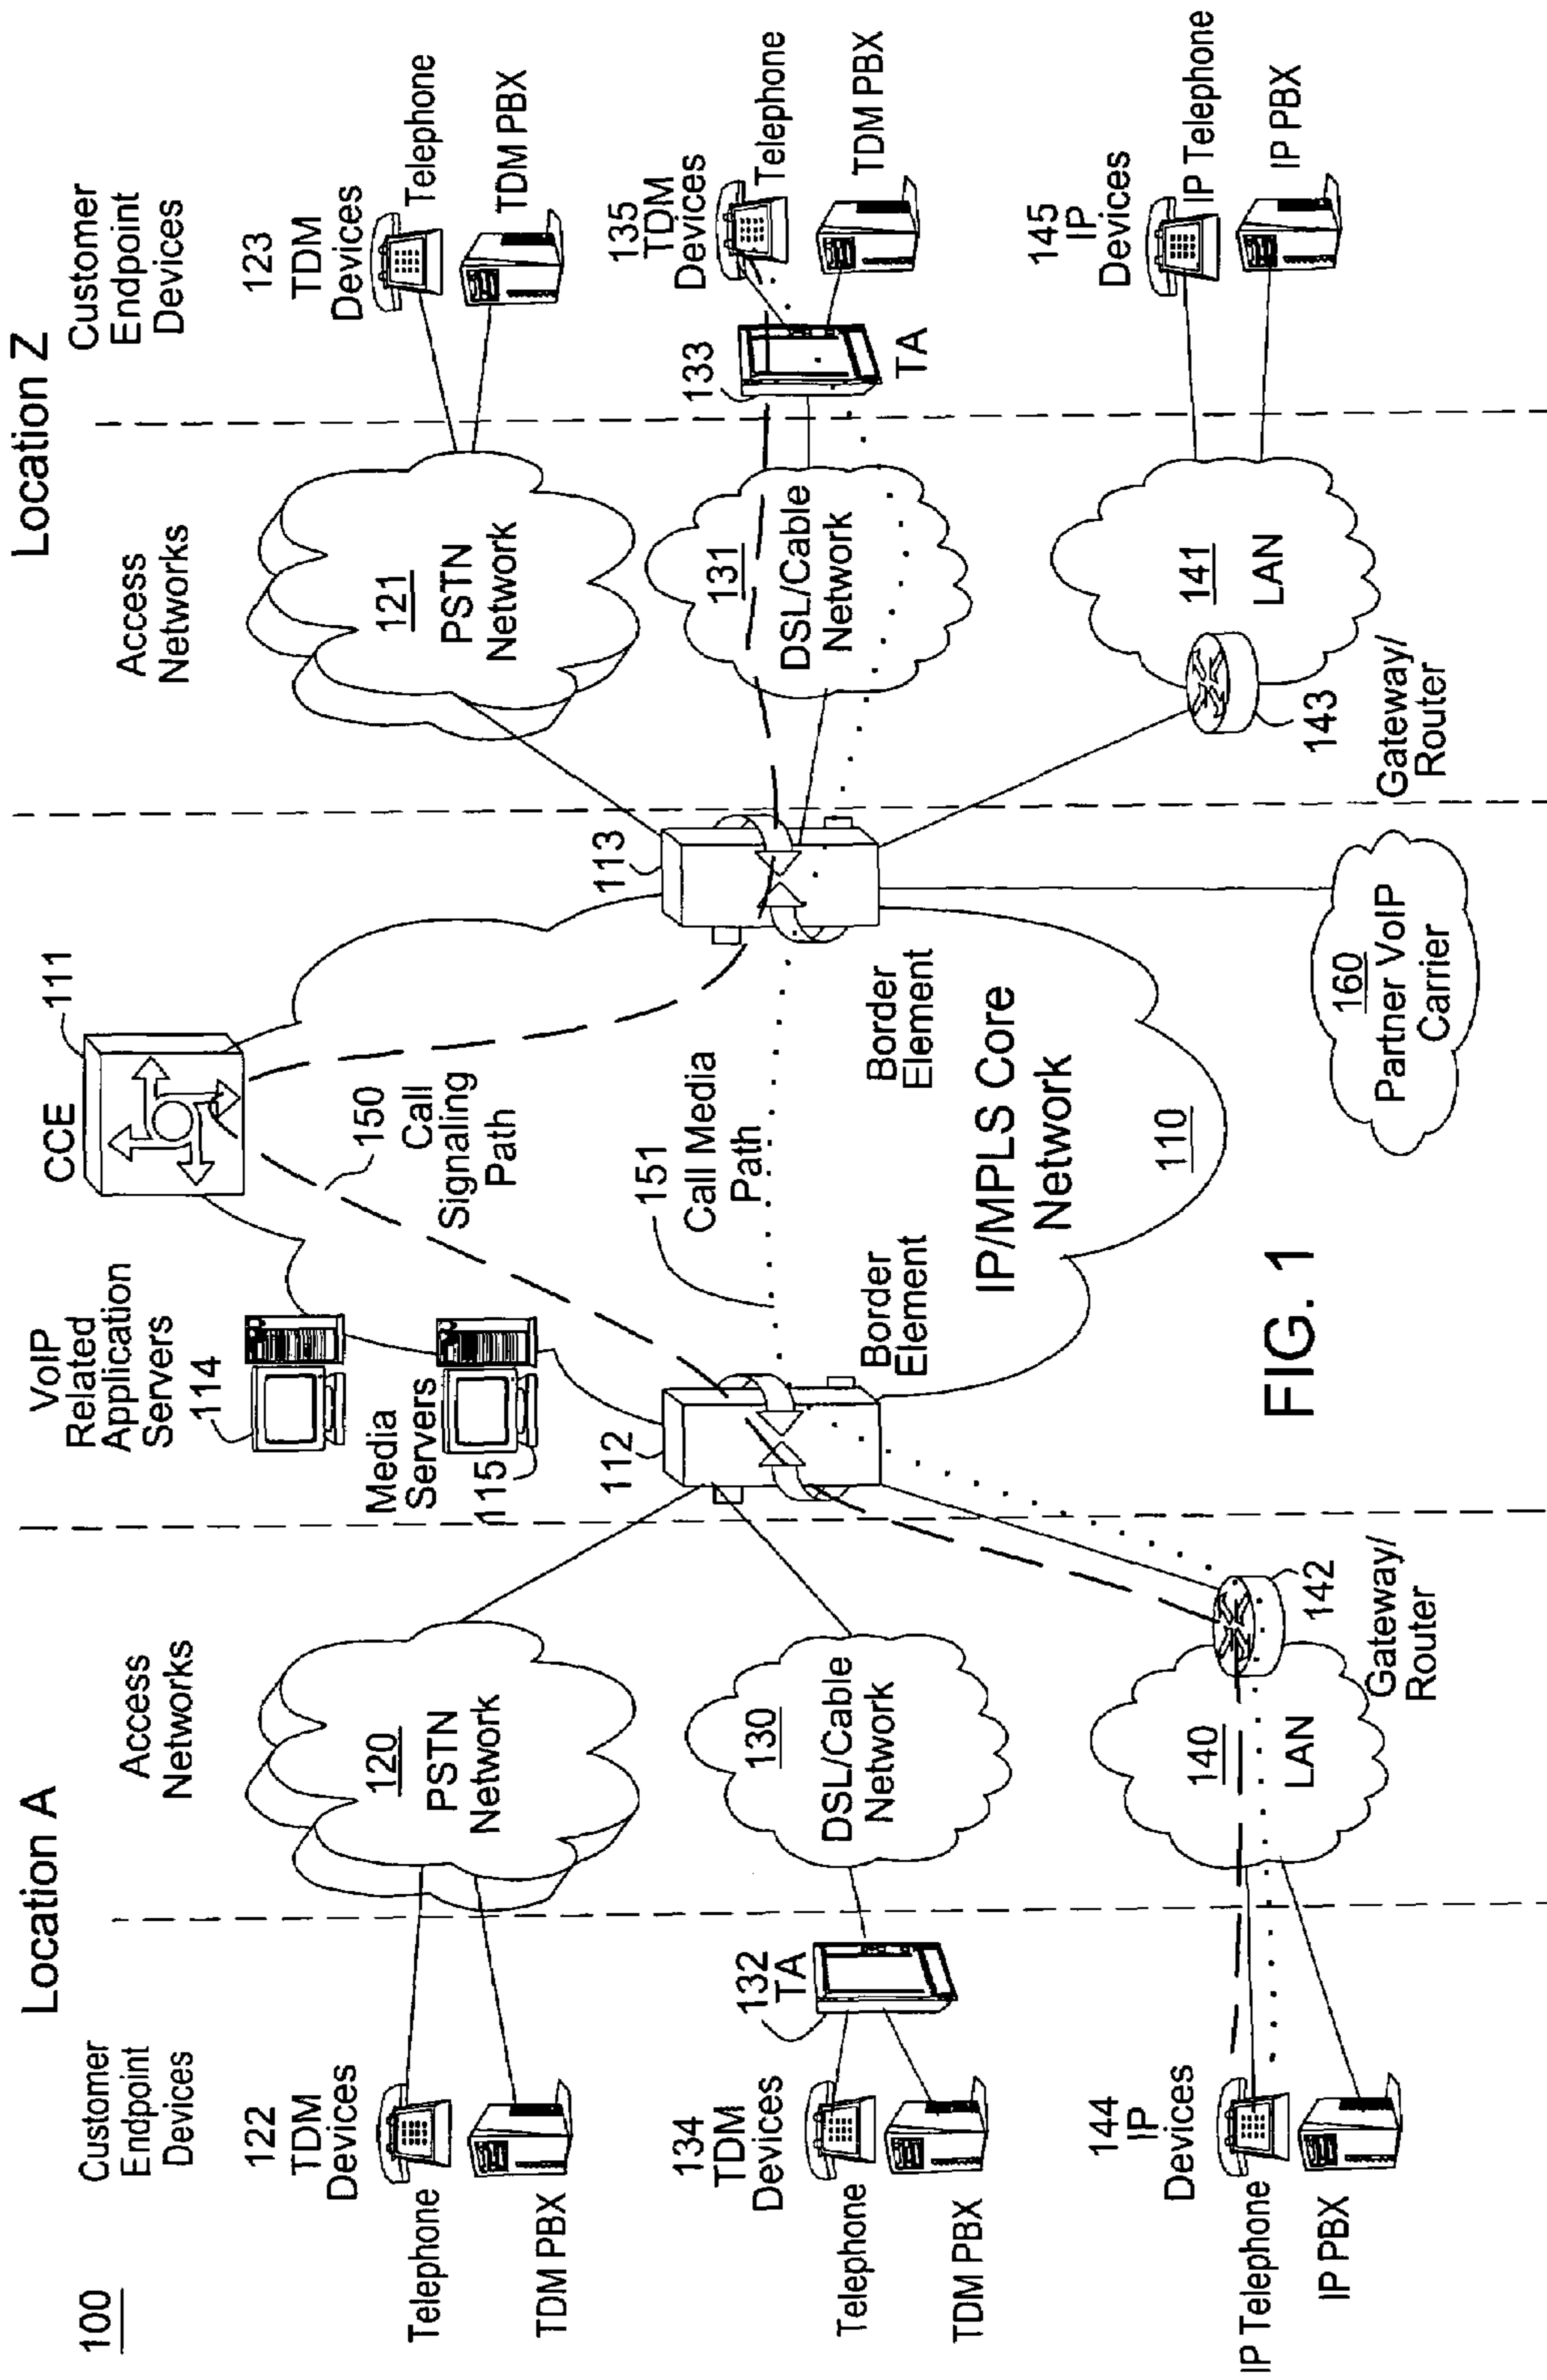 100
Location A
Location Z
Customer
Endpoint
Devices
Access
Networks
VoIP
Related
Application
Servers
114
CCE
111
Access
Networks
Customer
Endpoint
Devices
122
TDM
Devices
Telephone
TDM PBX
120
PSTN
Network
Media
Servers
115
150
Call
Signaling
Path
121
PSTN
Network
123
TDM
Devices
Telephone
TDM PBX
134
TDM
Devices
Telephone
TDM PBX
132
TA
130
DSL/Cable
Network
112
Border
Element
151
Call Media
Path
113
Border
Element
131
DSL/Cable
Network
133
TA
135
TDM
Devices
Telephone
TDM PBX
IP/MPLS Core
Network
110
144
IP
Devices
IP Telephone
IP PBX
140
LAN
142
Gateway/
Router
160
Partner VoIP
Carrier
141
LAN
143
Gateway/
Router
145
IP
Devices
IP Telephone
IP PBX
FIG. 1